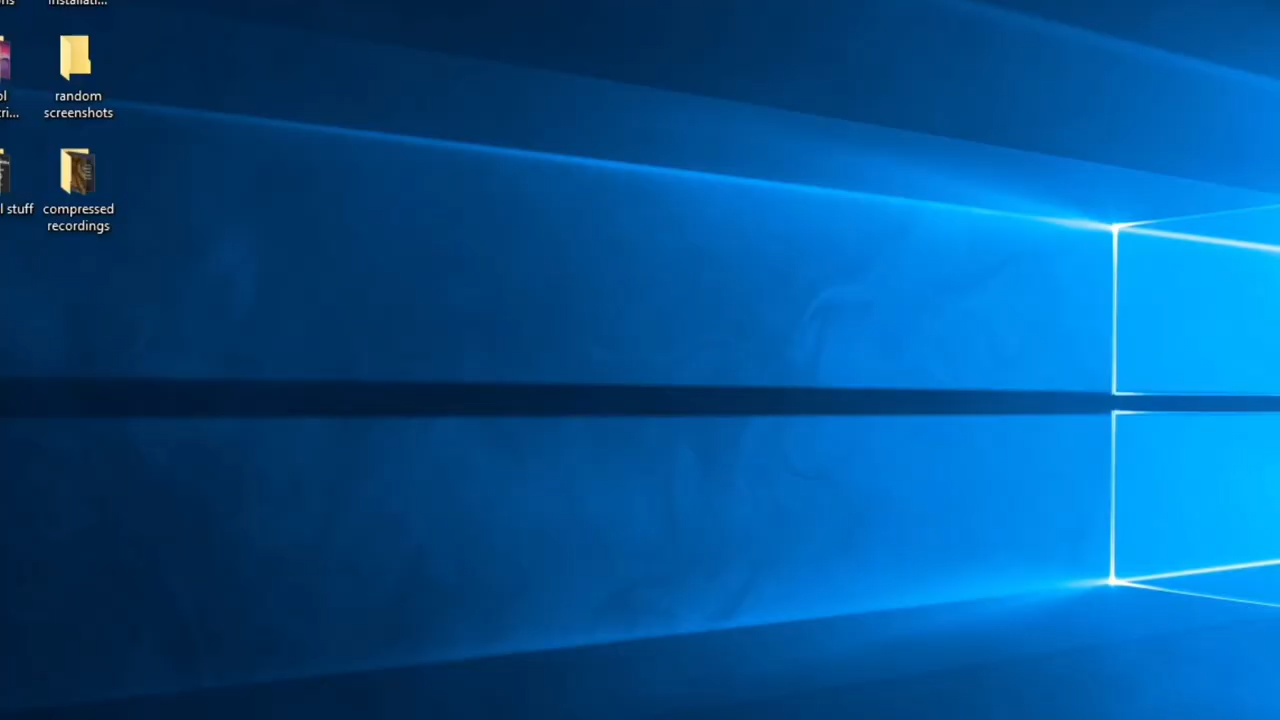 installati...
random
screenshots
compressed
recordings
l stuff